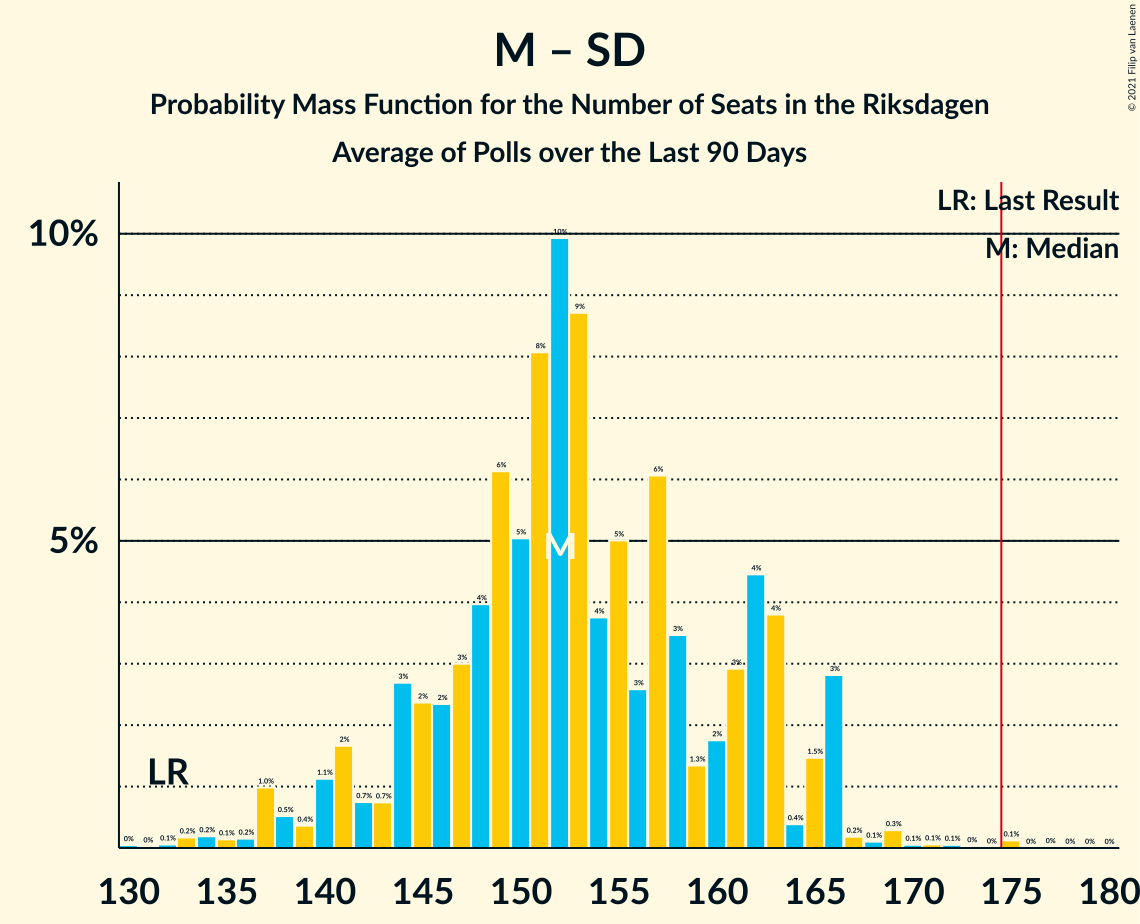 M – SD
Probability Mass Function for the Number of Seats in the Riksdagen
Average of Polls over the Last 90 Days
© 2021 Filip van Laenen
LR: Last Result
M: Median
10%
5%
LR
M
0% 0% 0.1% 0.2% 0.2% 0.1% 0.2% 1.0% 0.5% 0.4% 1.1% 2% 0.7% 0.7% 3% 2% 2% 3% 4% 6% 5% 8% 10% 9% 4% 5% 3% 6% 3% 1.3% 2% 3% 4% 4% 0.4% 1.5% 3% 0.2% 0.1% 0.3% 0.1% 0.1% 0.1% 0% 0% 0.1% 0% 0% 0% 0% 0%
130 135 140 145 150 155 160 165 170 175 180